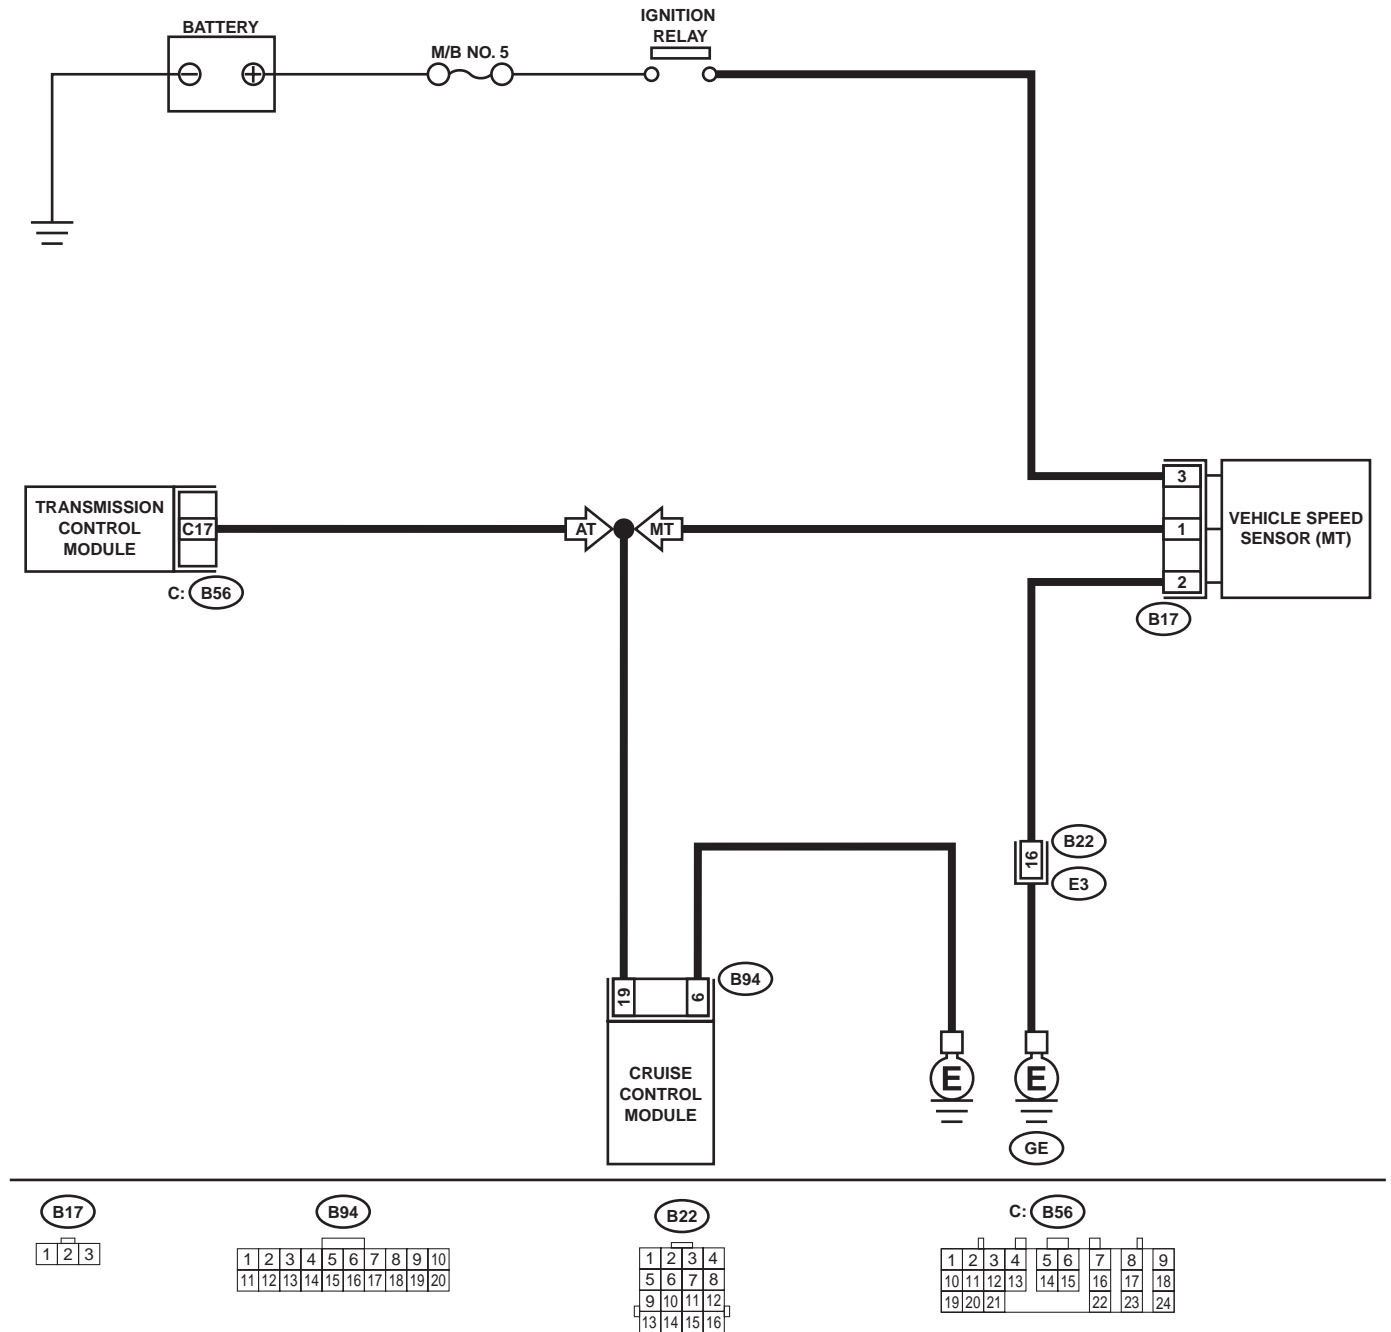 IGNITION
RELAY
BATTERY
M/B NO. 5
TRANSMISSION
CONTROL
MODULE
C17
C: B56
AT
MT
3
1
2
VEHICLE SPEED
SENSOR (MT)
B17
16
B22
E3
19
6
B94
CRUISE
CONTROL
MODULE
E
E
GE
B17
1 2 3
B94
1 2 3 4 5 6 7 8 9 10
11 12 13 14 15 16 17 18 19 20
B22
1 2 3 4
5 6 7 8
9 10 11 12
13 14 15 16
C: B56
1 2 3 4 5 6 7 8 9
10 11 12 13 14 15 16 17 18
19 20 21 22 23 24